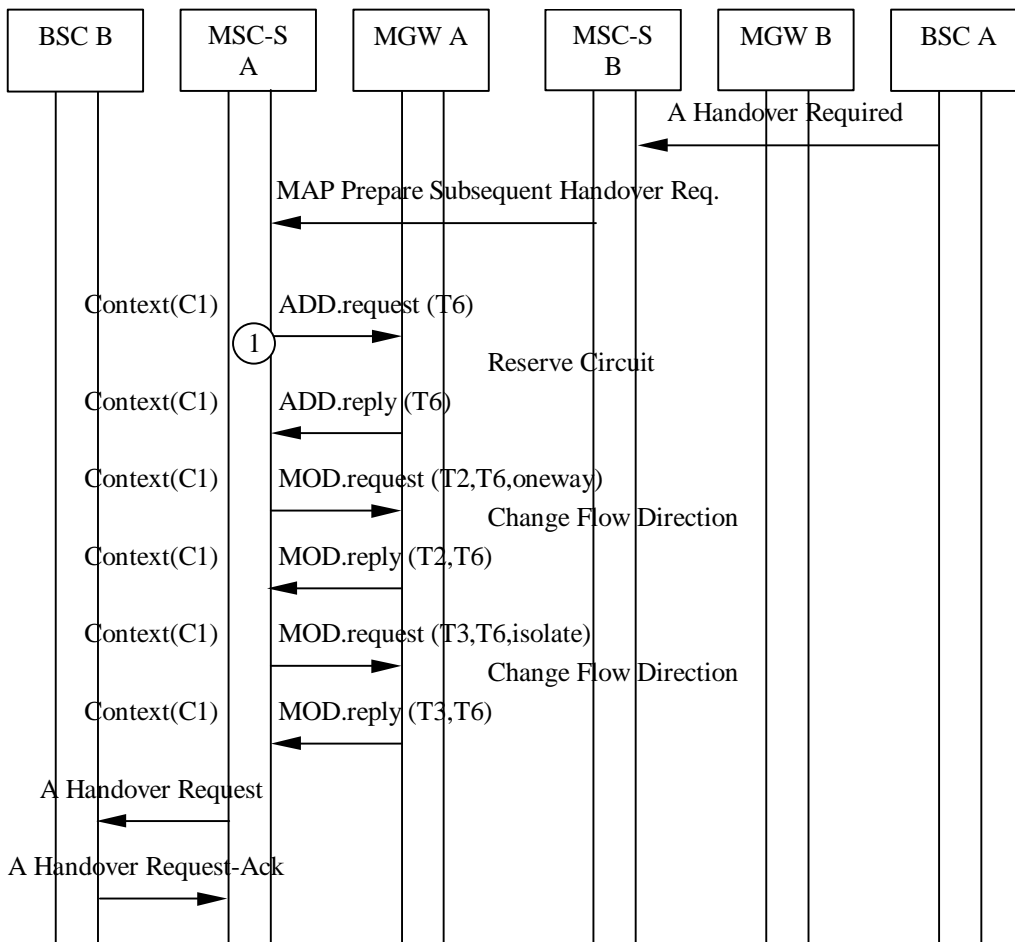 BSC B
MSC-S
A
MGW A
MSC-S
B
MGW B
BSC A
A Handover Required
MAP Prepare Subsequent Handover Req.
Context(C1)
ADD.request (T6)
1
Reserve Circuit
Context(C1)
ADD.reply (T6)
Context(C1)
MOD.request (T2,T6,oneway)
Change Flow Direction
Context(C1)
MOD.reply (T2,T6)
Context(C1)
MOD.request (T3,T6,isolate)
Change Flow Direction
Context(C1)
MOD.reply (T3,T6)
A Handover Request
A Handover Request-Ack